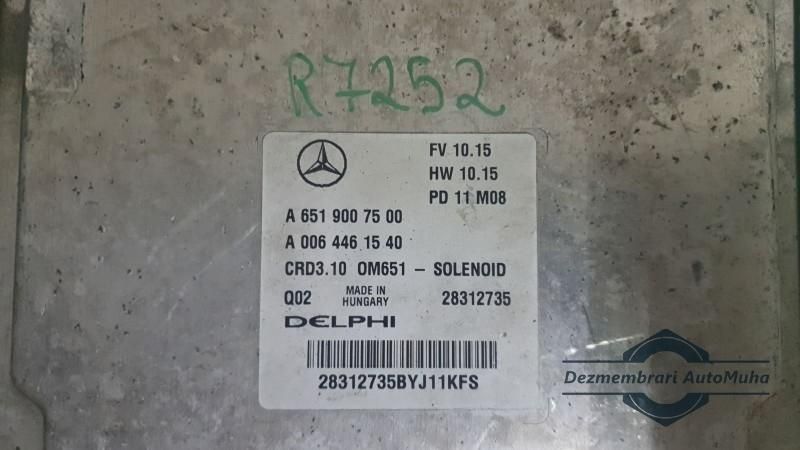 R7252
FV 10.15
HW 10.15
PD 11 M08
A 651 900 75 00
A 006 446 15 40
CRD3.10 OM651 – SOLENOID
Q02 MADE IN HUNGARY 28312735
DELPHI
28312735BYJ11KFS
Dezmembrari AutoMuha